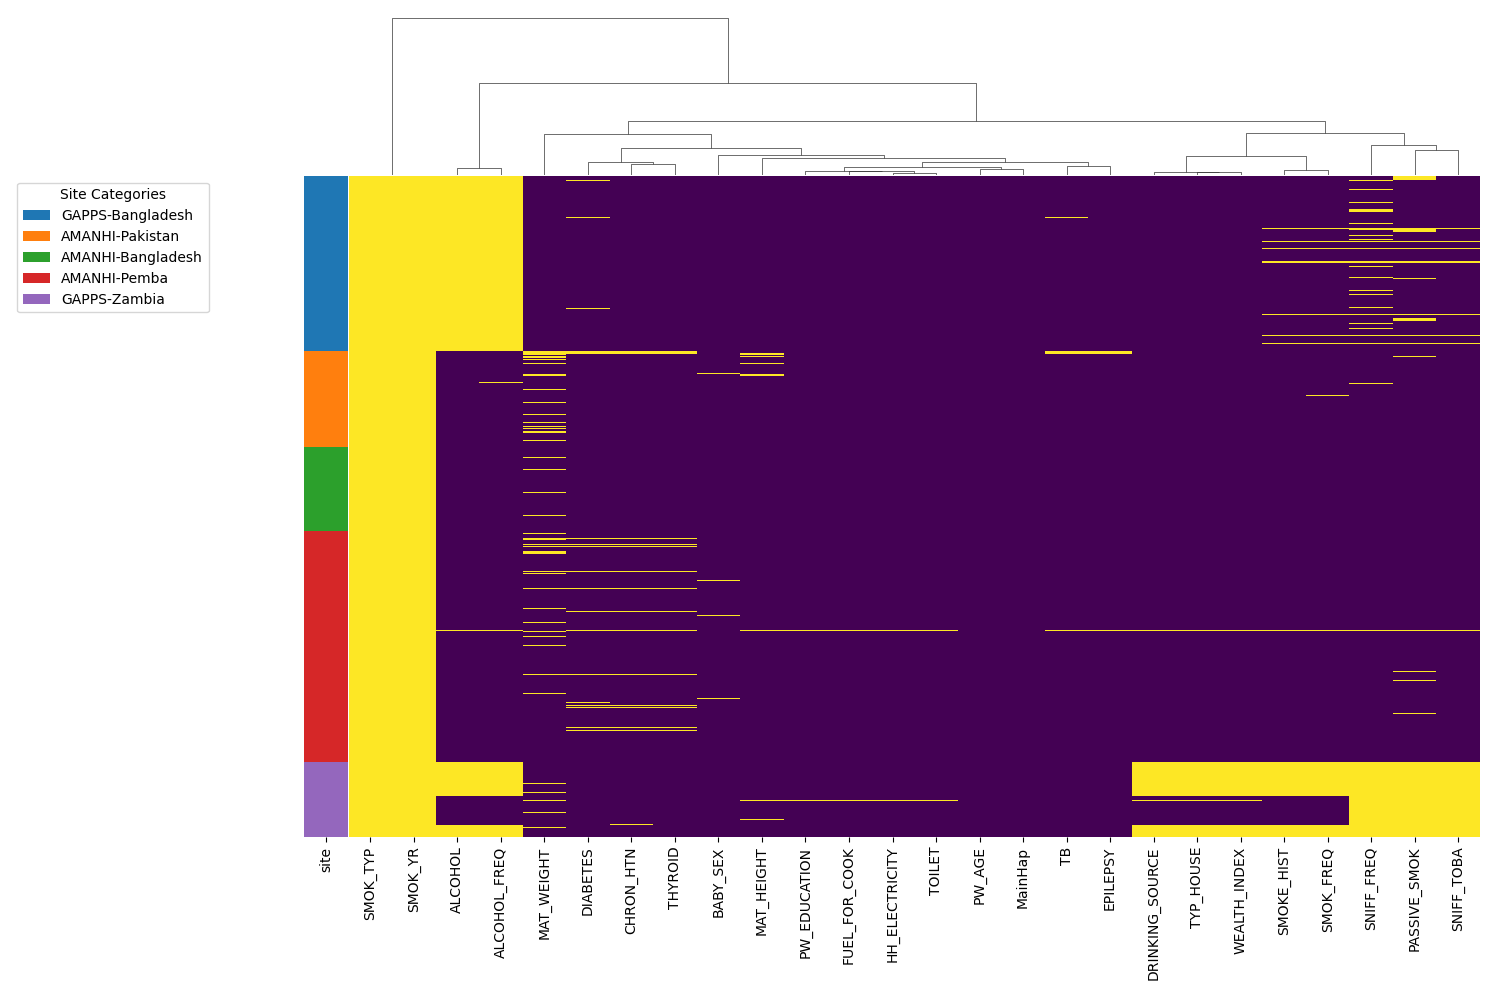 Site Categories
GAPPS-Bangladesh
AMANHI-Pakistan
AMANHI-Bangladesh
AMANHI-Pemba
GAPPS-Zambia
site
SMOK_TYP
SMOK_YR
ALCOHOL
ALCOHOL_FREQ
MAT_WEIGHT
DIABETES
CHRON_HTN
THYROID
BABY_SEX
MAT_HEIGHT
PW_EDUCATION
FUEL_FOR_COOK
HH_ELECTRICITY
TOILET
PW_AGE
MainHap
TB
EPILEPSY
DRINKING_SOURCE
TYP_HOUSE
WEALTH_INDEX
SMOKE_HIST
SMOK_FREQ
SNIFF_FREQ
PASSIVE_SMOK
SNIFF_TOBA